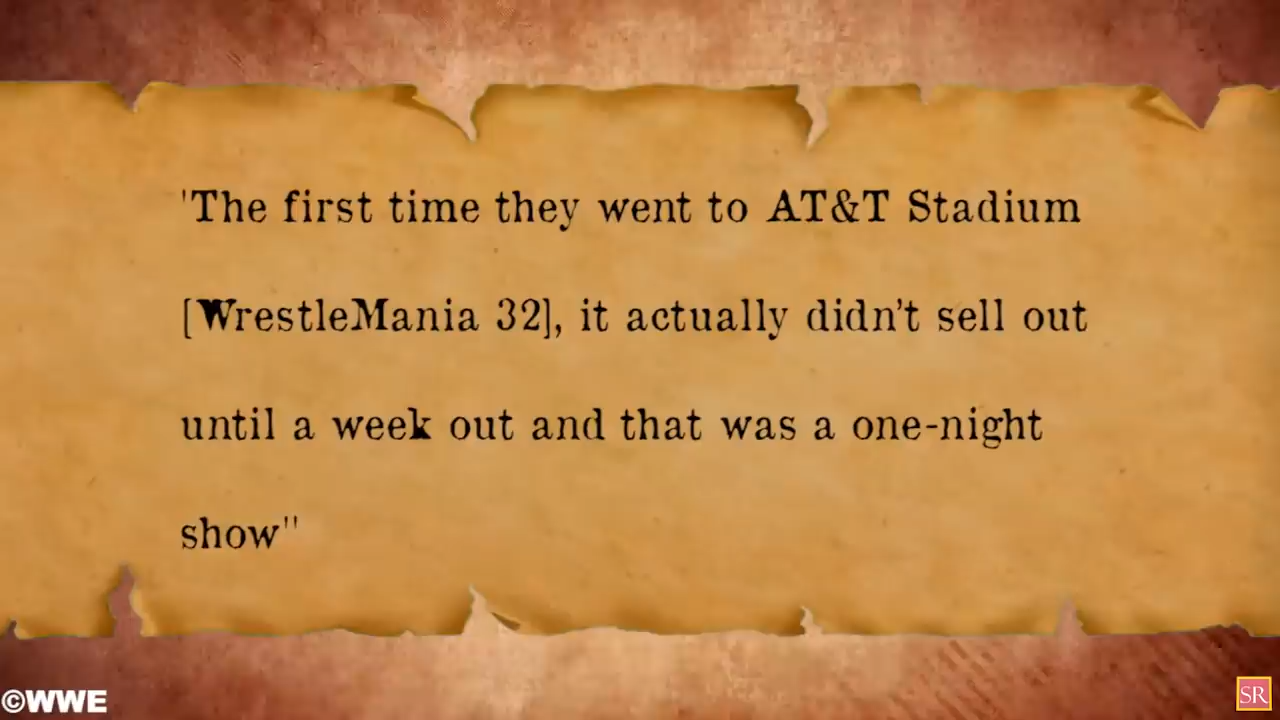 'The first time they went to AT&T Stadium
[WrestleMania 32], it actually didn't sell out
until a week out and that was a one-night
show"
©WWE
SR